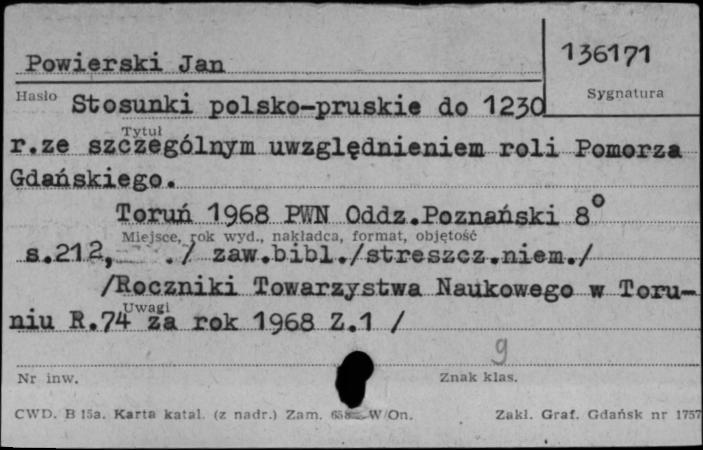 Powierski Jan
136171
Hasło
Sygnatura
Stosunki polsko-pruskie do 1230
Tytuł
r.ze szczególnym uwzględnieniem roli Pomorza
Gdańskiego.
Toruń 1968 PWN Oddz.Poznański 8°
Miejsce, rok wyd., nakładca, format, objętość
s.212, ./ zaw.bibl./streszcz.niem./
/Roczniki Towarzystwa Naukowego w Toru-
Uwagi
niu R.74 za rok 1968 Z.1 /
9
Nr inw.
Znak klas.
CWD. B 15a. Karta katal. (z nadr.) Zam. W/On.
Zakł. Graf. Gdańsk nr 1757